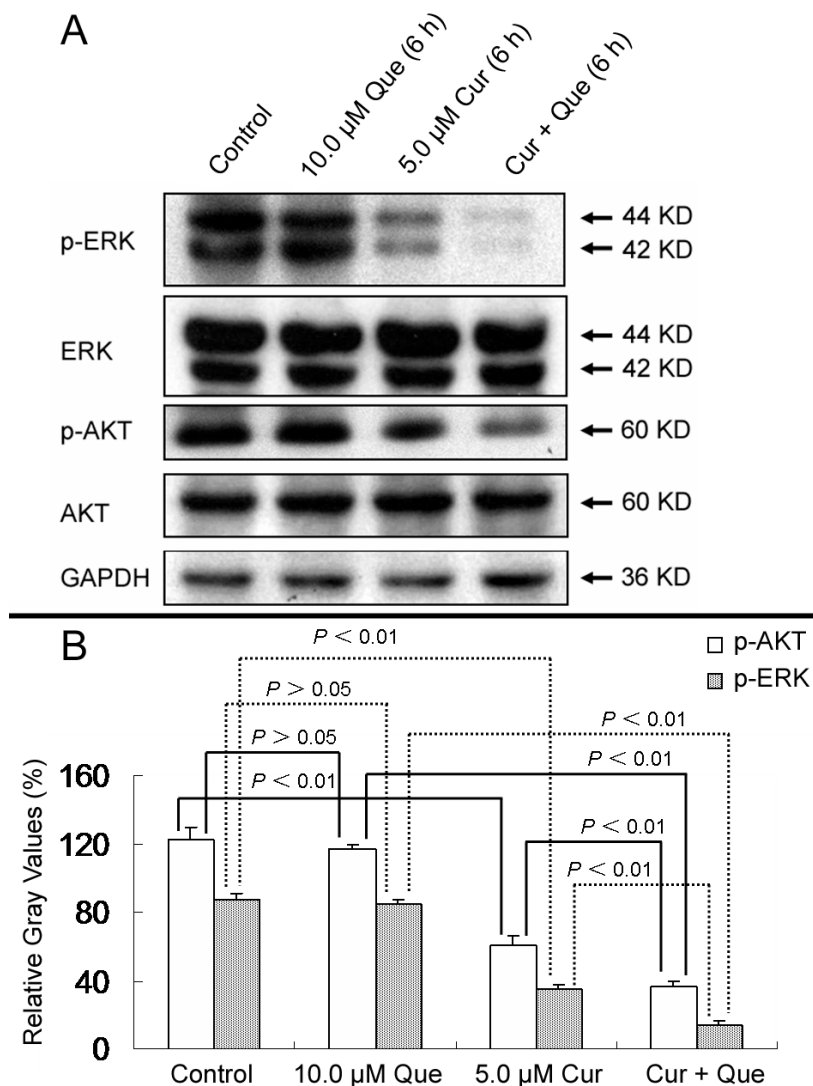 A
Control
10.0 µM Que (6 h)
5.0 µM Cur (6 h)
Cur + Que (6 h)
p-ERK
44 KD
42 KD
ERK
44 KD
42 KD
p-AKT
60 KD
AKT
60 KD
GAPDH
36 KD
B
P < 0.01
p-AKT
p-ERK
P > 0.05
P < 0.01
P > 0.05
P < 0.01
P < 0.01
P < 0.01
P < 0.01
Relative Gray Values (%)
160
120
80
40
0
Control
10.0 µM Que
5.0 µM Cur
Cur + Que